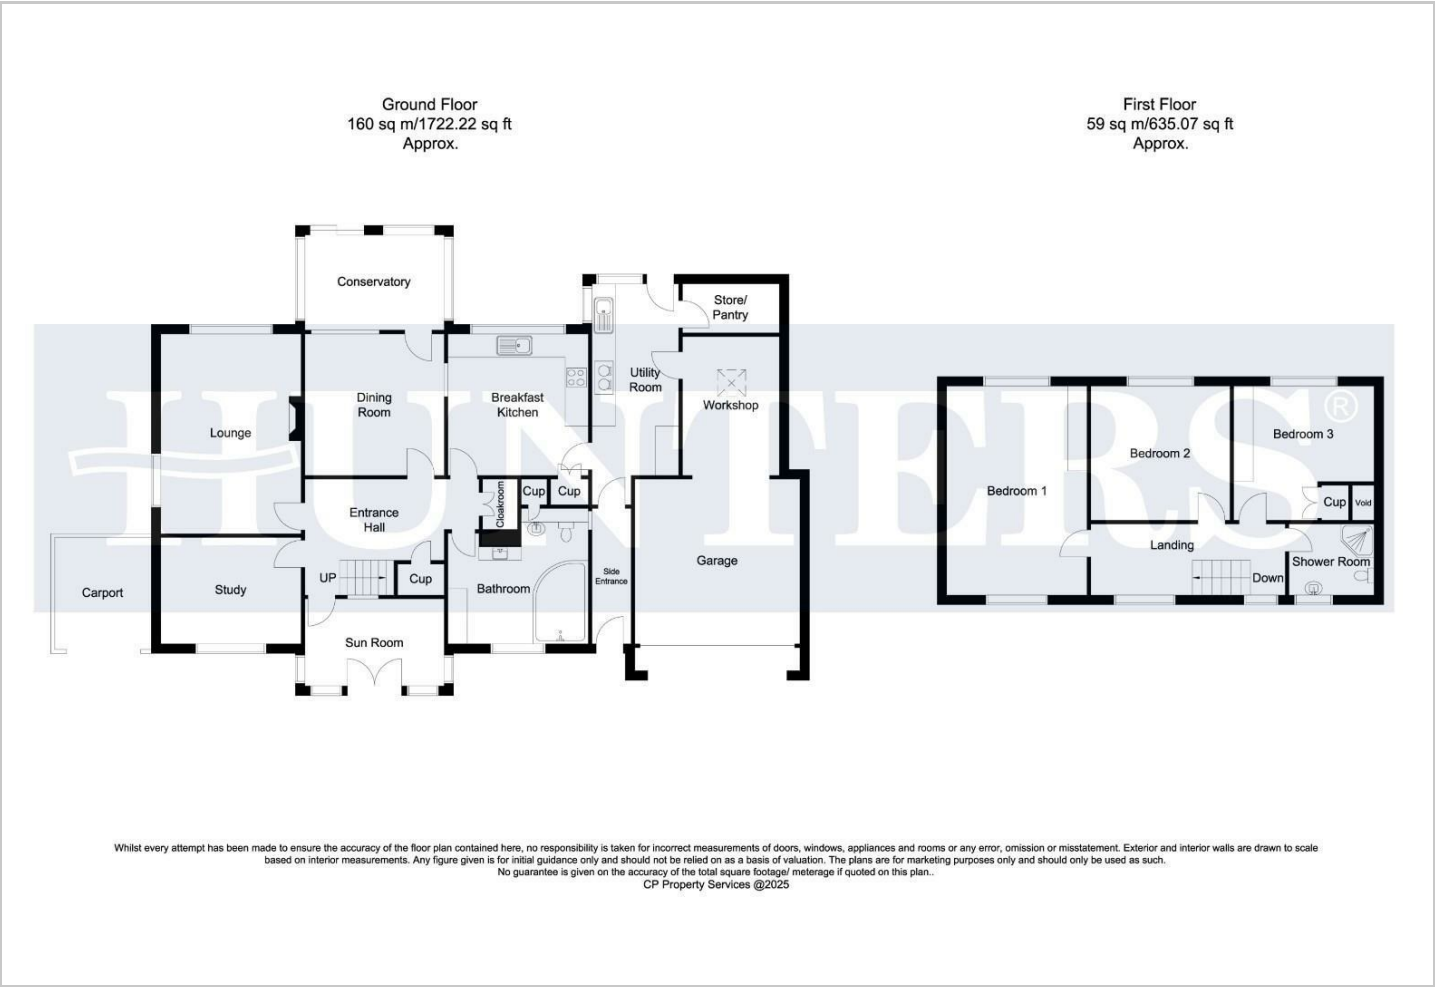 Ground Floor
160 sq m/1722.22 sq ft
Approx.
First Floor
59 sq m/635.07 sq ft
Approx.
Conservatory
Store/
Pantry
Utility
Room
Workshop
Dining
Room
Breakfast
Kitchen
Lounge
Entrance
Hall
Cloakroom
Cup
Cup
Cup
UP
Study
Carport
Bathroom
Side
Entrance
Garage
Sun Room
Bedroom 1
Bedroom 2
Bedroom 3
Cup
Void
Landing
Shower Room
Down
HUNTERS®
Whilst every attempt has been made to ensure the accuracy of the floor plan contained here, no responsibility is taken for incorrect measurements of doors, windows, appliances and rooms or any error, omission or misstatement. Exterior and interior walls are drawn to scale
based on interior measurements. Any figure given is for initial guidance only and should not be relied on as a basis of valuation. The plans are for marketing purposes only and should only be used as such.
No guarantee is given on the accuracy of the total square footage/ meterage if quoted on this plan..
CP Property Services @2025